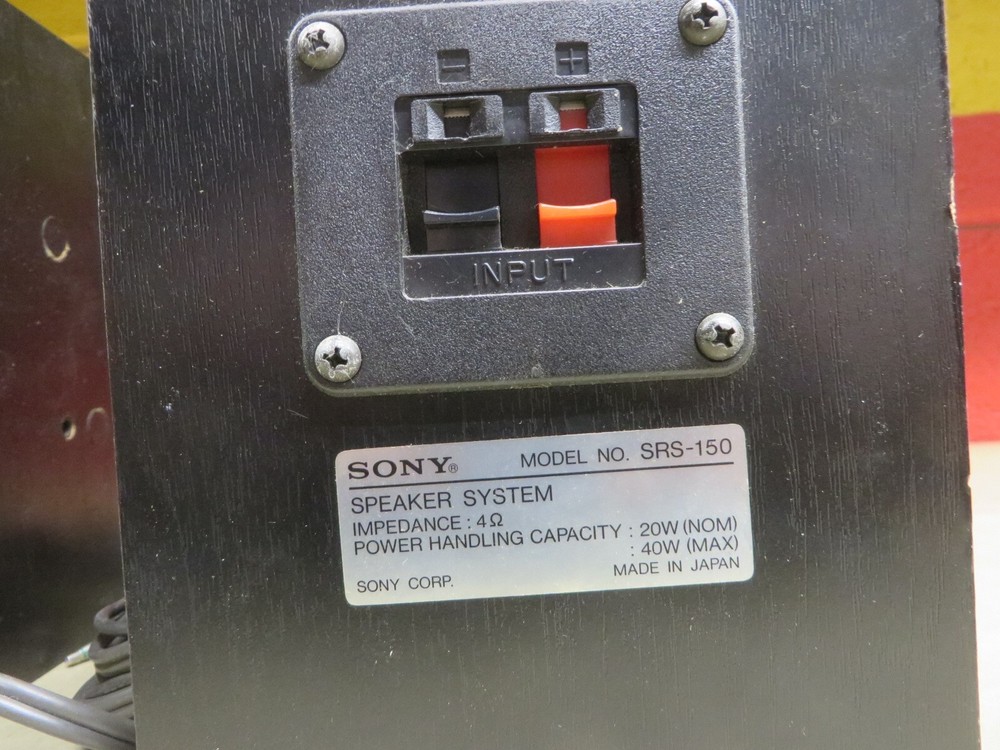 − +
INPUT
SONY® MODEL NO. SRS-150
SPEAKER SYSTEM
IMPEDANCE : 4Ω
POWER HANDLING CAPACITY : 20W (NOM)
: 40W (MAX)
SONY CORP. MADE IN JAPAN